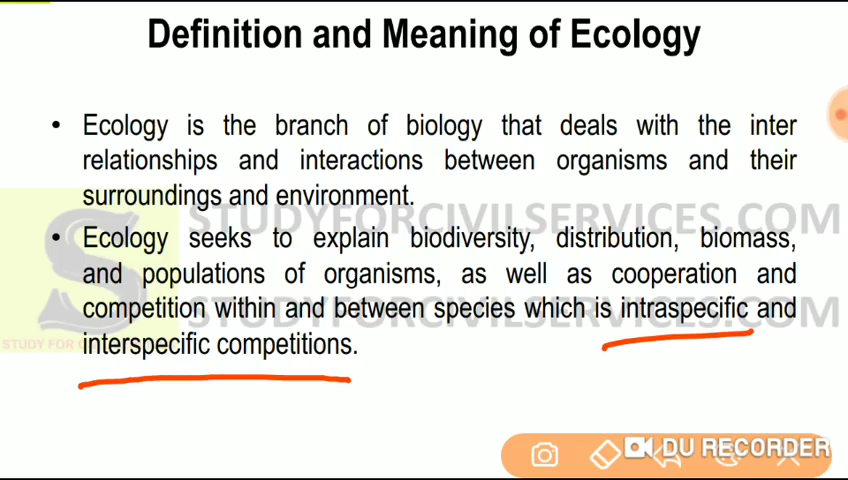 Definition and Meaning of Ecology
• Ecology is the branch of biology that deals with the inter
relationships and interactions between organisms and their
surroundings and environment.
STUDYFORCIVILSERVICES.COM
• Ecology seeks to explain biodiversity, distribution, biomass,
and populations of organisms, as well as cooperation and
competition within and between species which is intraspecific and
STUDYFORCIVILSERVICES.COM
interspecific competitions.
STUDY FOR
DU RECORDER